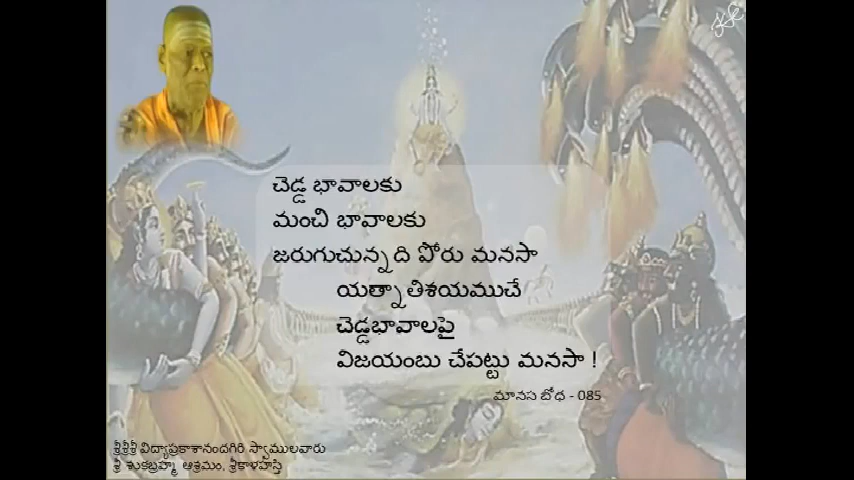 చెడ్డ భావాలకు
మంచి భావాలకు
జరుగుచున్నది పోరు మనసా
యత్నాతిశయముచే
చెడ్డభావాలపై
విజయంబు చేపట్టు మనసా !
మానస బోధ - 085
శ్రీశ్రీశ్రీ విద్యాప్రకాశానందగిరి స్వాములవారు
శ్రీ శుకబ్రహ్మ ఆశ్రమం, శ్రీకాళహస్తి